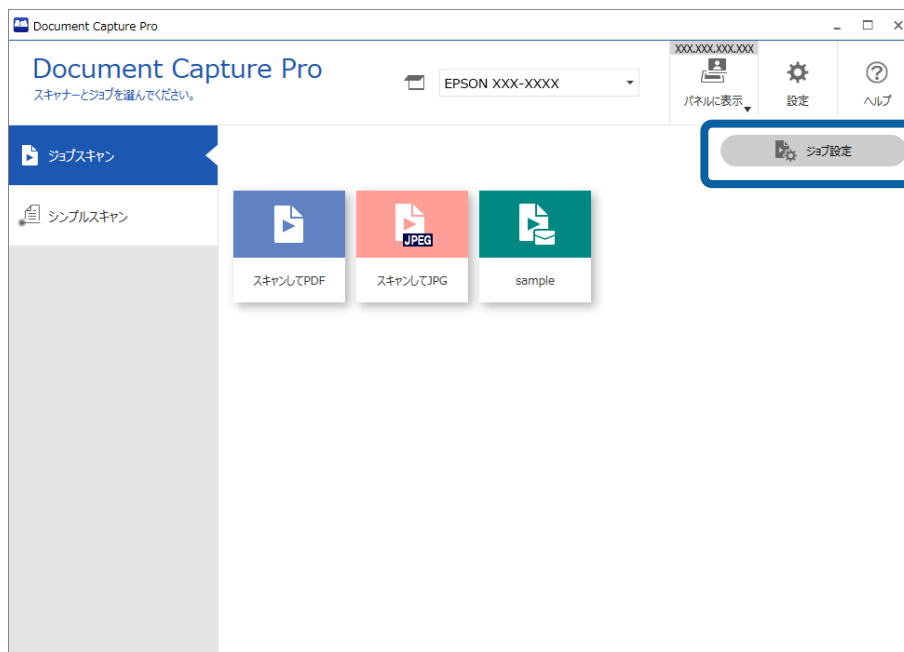 Document Capture Pro
Document Capture Pro
スキャナーとジョブを選んでください。
EPSON XXX-XXXX
XXX.XXX.XXX.XXX
パネルに表示
設定
ヘルプ
ジョブスキャン
ジョブ設定
シンプルスキャン
JPEG
スキャンしてPDF
スキャンしてJPG
sample